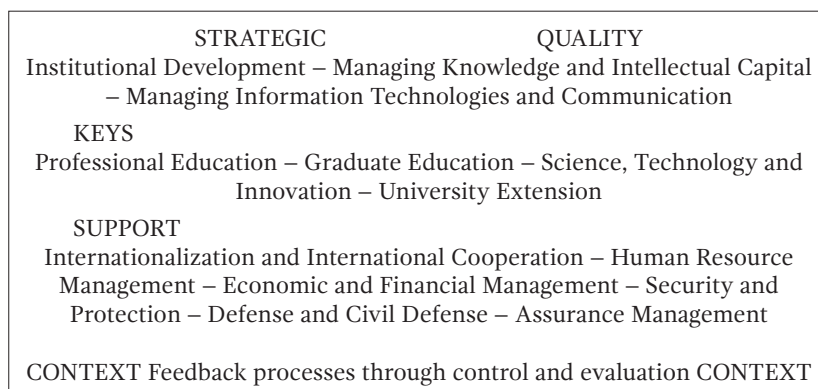 STRATEGIC QUALITY
Institutional Development – Managing Knowledge and Intellectual Capital
– Managing Information Technologies and Communication
KEYS
Professional Education – Graduate Education – Science, Technology and
Innovation – University Extension
SUPPORT
Internationalization and International Cooperation – Human Resource
Management – Economic and Financial Management – Security and
Protection – Defense and Civil Defense – Assurance Management
CONTEXT Feedback processes through control and evaluation CONTEXT